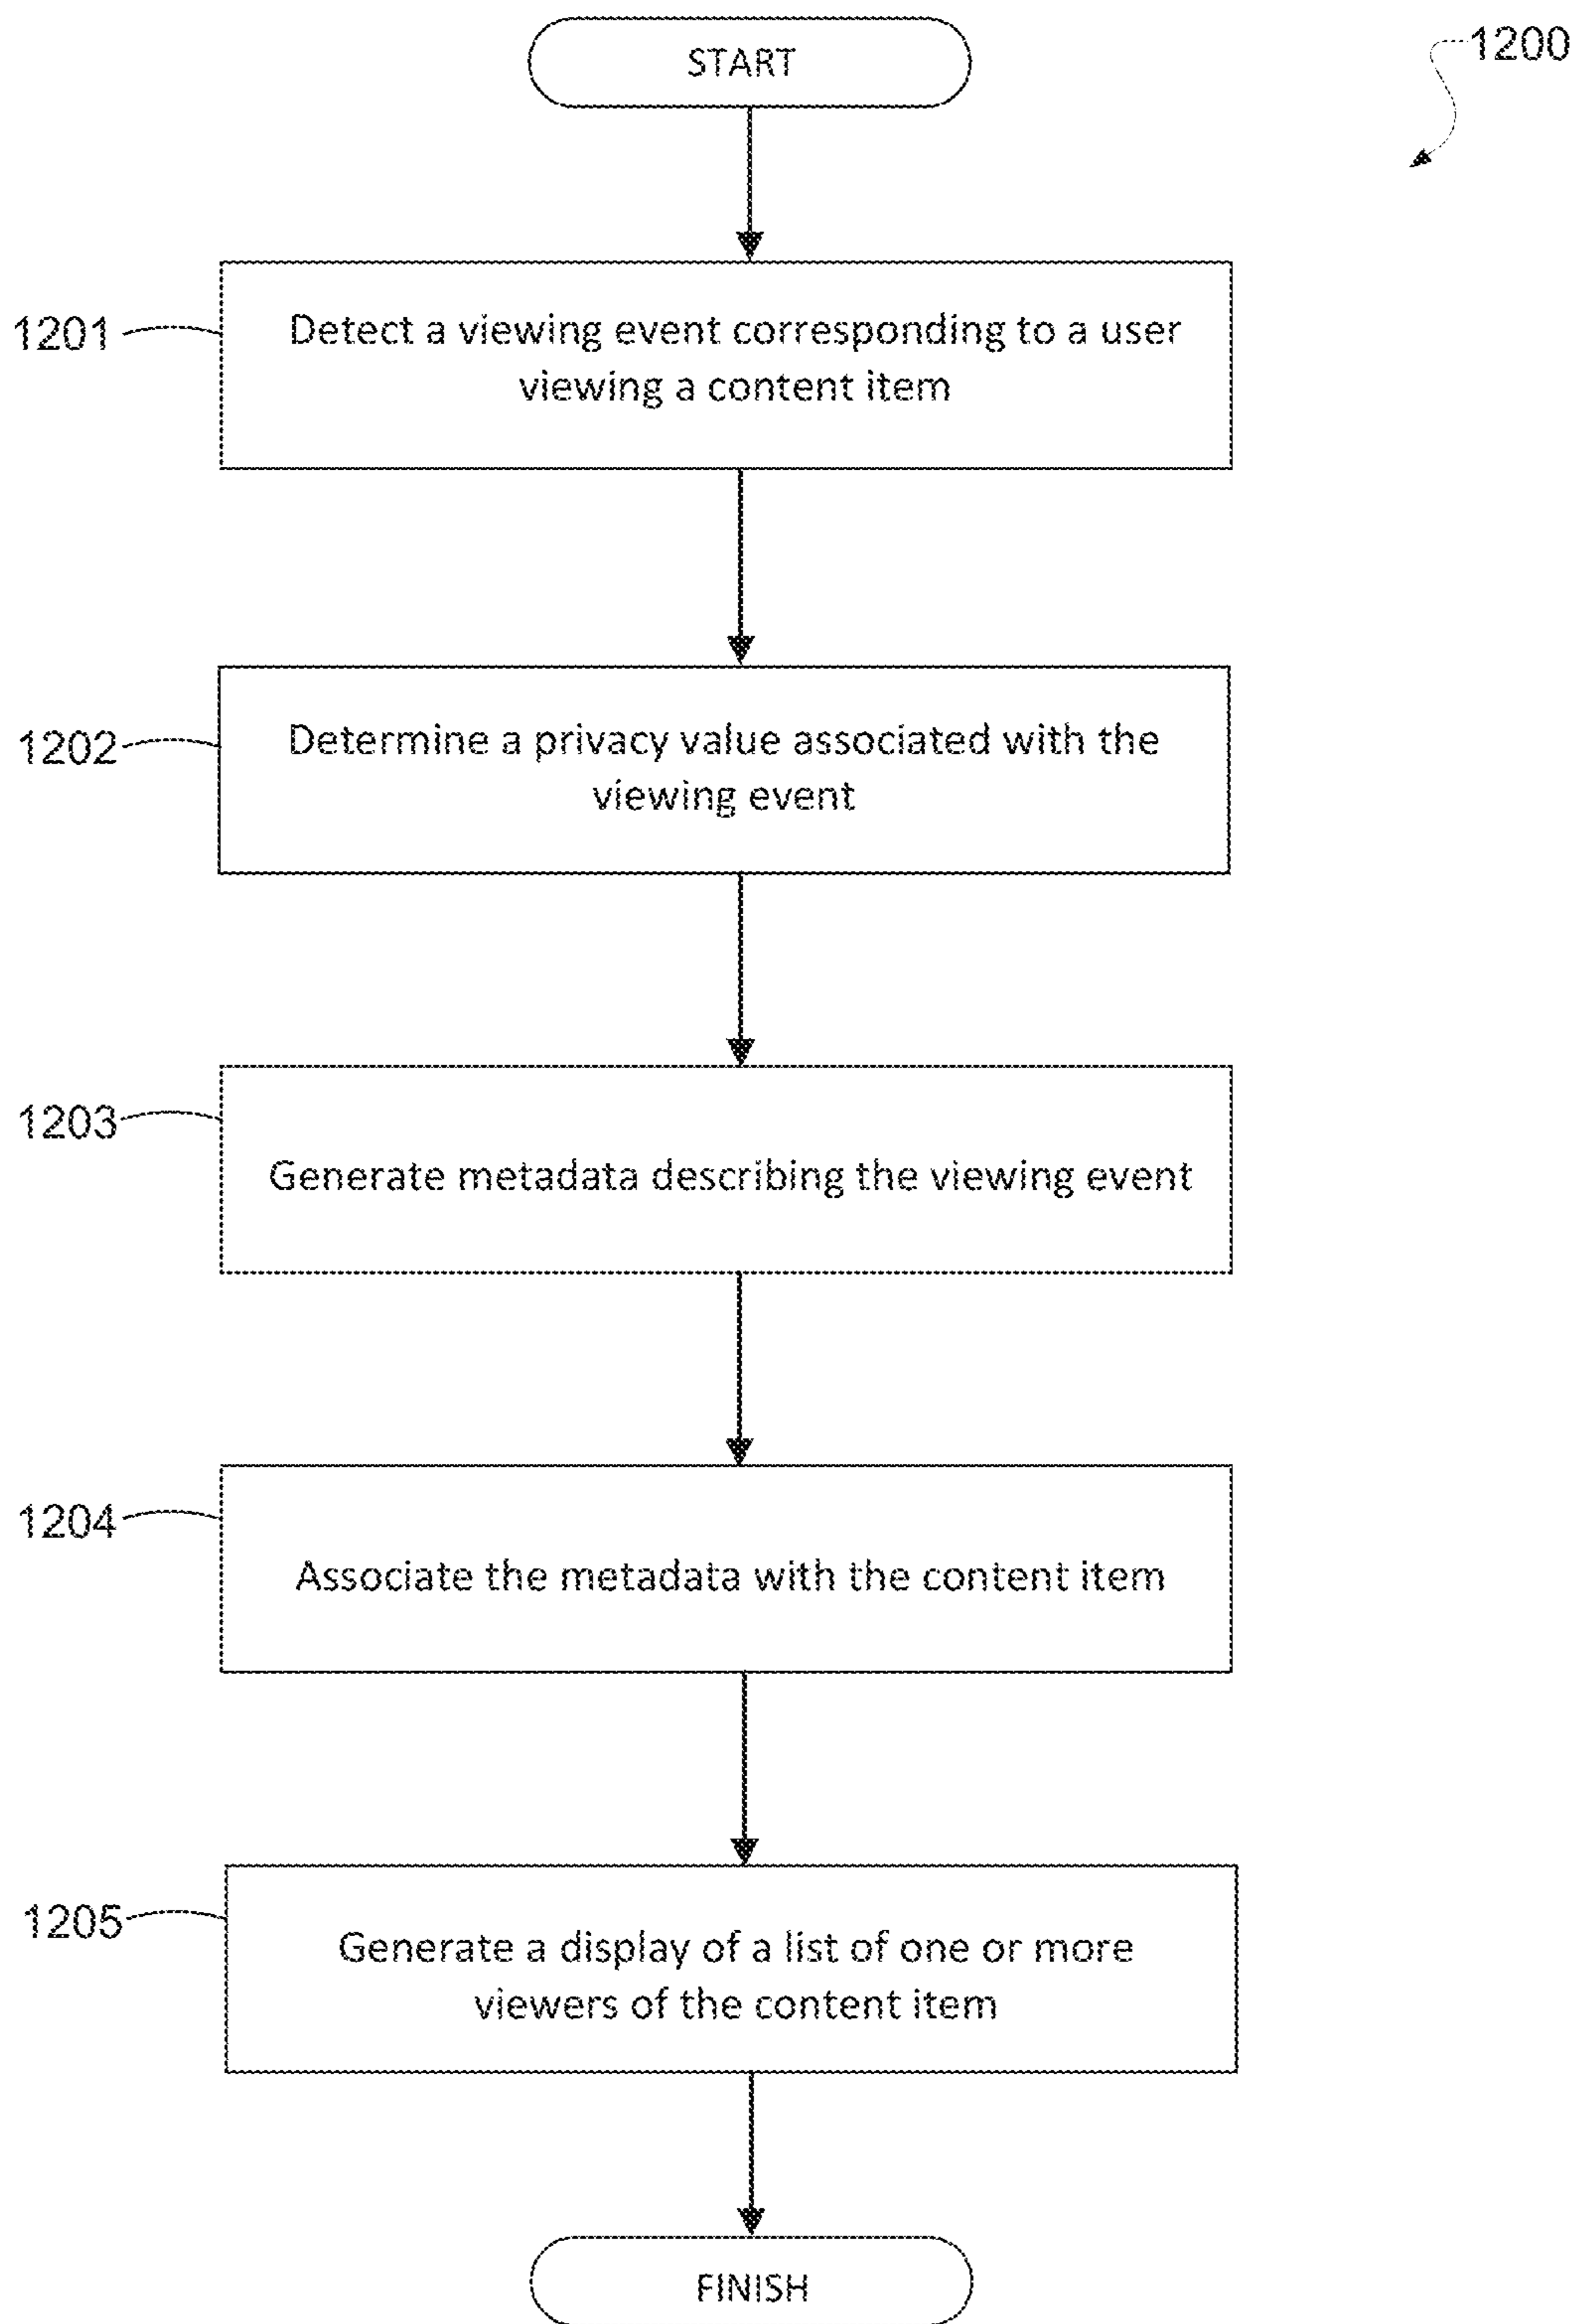 START
1200
1201
Detect a viewing event corresponding to a user
viewing a content item
1202
Determine a privacy value associated with the
viewing event
1203
Generate metadata describing the viewing event
1204
Associate the metadata with the content item
1205
Generate a display of a list of one or more
viewers of the content item
FINISH